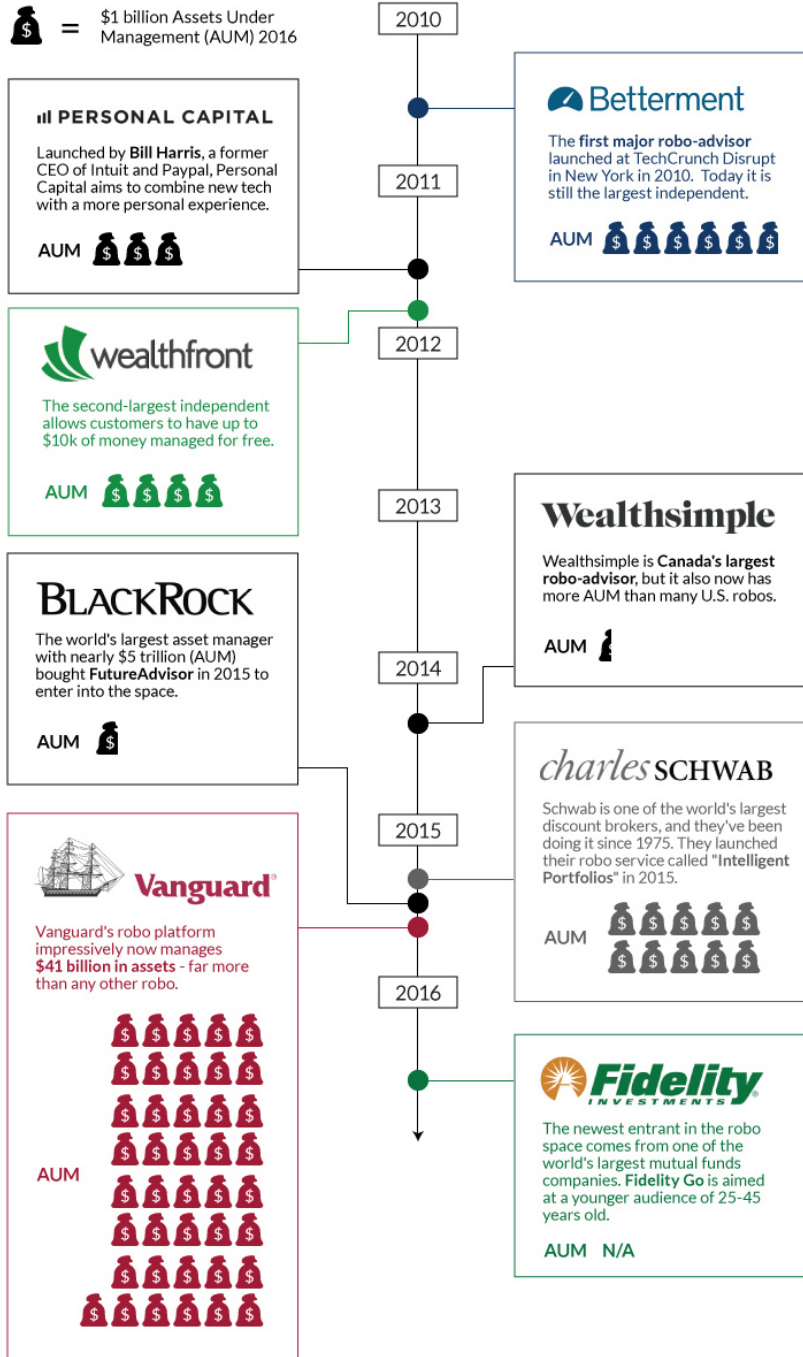 $
=
$1 billion Assets Under
Management (AUM) 2016
2010
PERSONAL CAPITAL
Launched by Bill Harris, a former
CEO of Intuit and Paypal, Personal
Capital aims to combine new tech
with a more personal experience.
AUM $ $ $
Betterment
The first major robo-advisor
launched at TechCrunch Disrupt
in New York in 2010. Today it is
still the largest independent.
AUM $ $ $ $ $ $
2011
wealthfront
The second-largest independent
allows customers to have up to
$10k of money managed for free.
AUM $ $ $ $
2012
2013
Wealthsimple
Wealthsimple is Canada's largest
robo-advisor, but it also now has
more AUM than many U.S. robos.
AUM
BLACKROCK
The world's largest asset manager
with nearly $5 trillion (AUM)
bought FutureAdvisor in 2015 to
enter into the space.
AUM $
2014
charles SCHWAB
Schwab is one of the world's largest
discount brokers, and they've been
doing it since 1975. They launched
their robo service called "Intelligent
Portfolios" in 2015.
AUM
$ $ $ $ $
$ $ $ $ $
2015
Vanguard®
Vanguard's robo platform
impressively now manages
$41 billion in assets - far more
than any other robo.
AUM
$ $ $ $ $
$ $ $ $ $
$ $ $ $ $
$ $ $ $ $
$ $ $ $ $
$ $ $ $ $
$ $ $ $ $
$ $ $ $ $ $
2016
Fidelity®
INVESTMENTS
The newest entrant in the robo
space comes from one of the
world's largest mutual funds
companies. Fidelity Go is aimed
at a younger audience of 25-45
years old.
AUM N/A